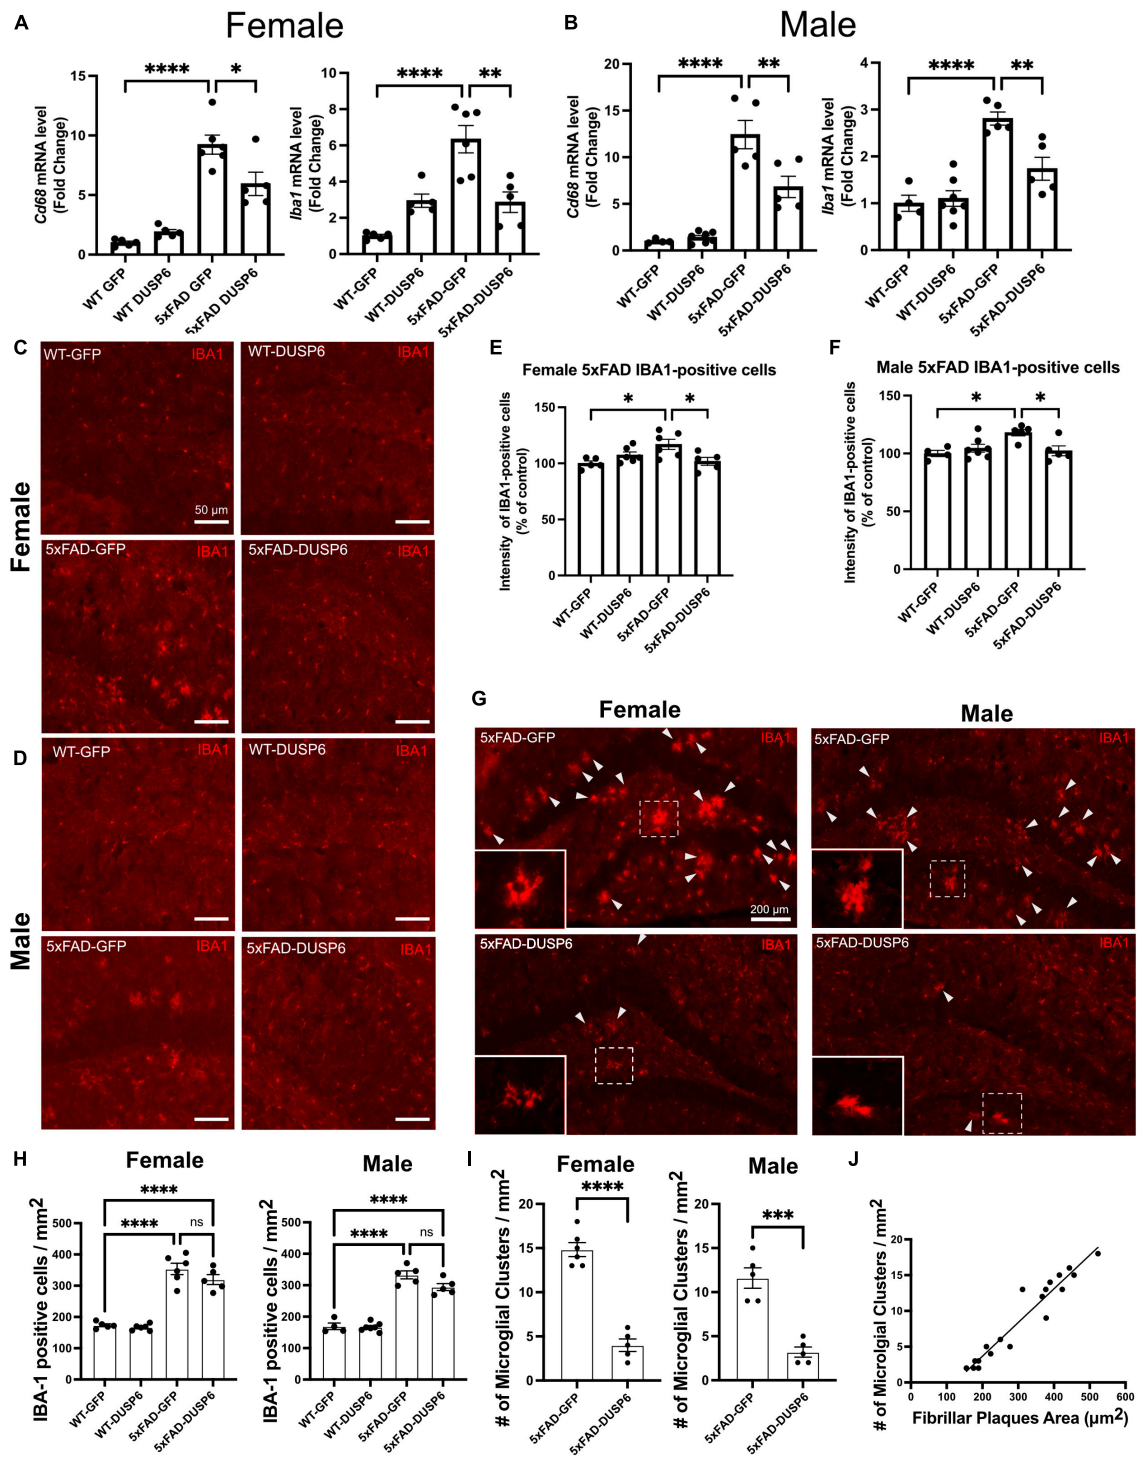 A
Female
B
Male
Cd68 mRNA level
(Fold Change)
15
10
5
0
****
*
WT GFP
WT DUSP6
5xFAD GFP
5xFAD DUSP6
Iba1 mRNA level
(Fold Change)
10
8
6
4
2
0
****
**
WT-GFP
WT-DUSP6
5xFAD-GFP
5xFAD-DUSP6
Cd68 mRNA level
(Fold Change)
20
15
10
5
0
****
**
WT-GFP
WT-DUSP6
5xFAD-GFP
5xFAD-DUSP6
Iba1 mRNA level
(Fold Change)
4
3
2
1
0
****
**
WT-GFP
WT-DUSP6
5xFAD-GFP
5xFAD-DUSP6
C
Female
WT-GFP IBA1
50 µm
WT-DUSP6 IBA1
5xFAD-GFP IBA1
5xFAD-DUSP6 IBA1
D
Male
WT-GFP IBA1
WT-DUSP6 IBA1
5xFAD-GFP IBA1
5xFAD-DUSP6 IBA1
E
Female 5xFAD IBA1-positive cells
Intensity of IBA1-positive cells
(% of control)
150
100
50
0
*
*
WT-GFP
WT-DUSP6
5xFAD-GFP
5xFAD-DUSP6
F
Male 5xFAD IBA1-positive cells
Intensity of IBA1-positive cells
(% of control)
150
100
50
0
*
*
WT-GFP
WT-DUSP6
5xFAD-GFP
5xFAD-DUSP6
G
Female
Male
5xFAD-GFP IBA1
200 µm
5xFAD-GFP IBA1
5xFAD-DUSP6 IBA1
5xFAD-DUSP6 IBA1
H
Female
IBA-1 positive cells / mm2
500
400
300
200
100
0
****
****
ns
WT-GFP
WT-DUSP6
5xFAD-GFP
5xFAD-DUSP6
Male
IBA-1 positive cells / mm2
500
400
300
200
100
0
****
****
ns
WT-GFP
WT-DUSP6
5xFAD-GFP
5xFAD-DUSP6
I
Female
# of Microglial Clusters / mm2
20
15
10
5
0
****
5xFAD-GFP
5xFAD-DUSP6
Male
# of Microglial Clusters / mm2
20
15
10
5
0
***
5xFAD-GFP
5xFAD-DUSP6
J
# of Microlgial Clusters / mm2
20
15
10
5
0
0 100 200 300 400 500 600
Fibrillar Plaques Area (µm2)